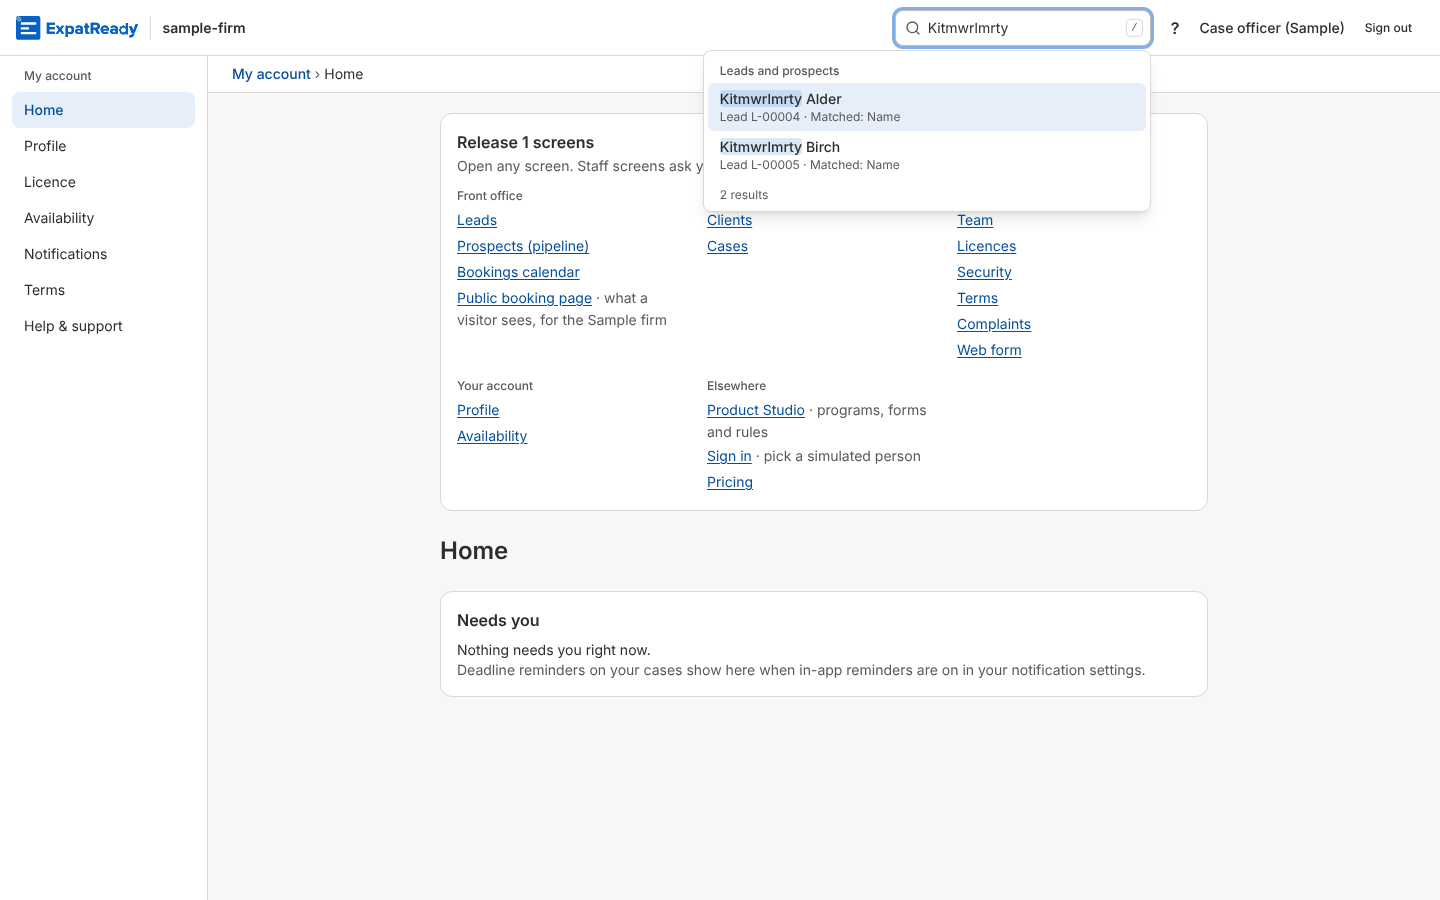 ExpatReady
sample-firm
Kitmwrlmrty
/
?
Case officer (Sample)
Sign out
My account
Home
Profile
Licence
Availability
Notifications
Terms
Help & support
My account › Home
Leads and prospects
Kitmwrlmrty Alder
Lead L-00004 · Matched: Name
Kitmwrlmrty Birch
Lead L-00005 · Matched: Name
2 results
Release 1 screens
Open any screen. Staff screens ask
Front office
Leads
Prospects (pipeline)
Bookings calendar
Public booking page · what a
visitor sees, for the Sample firm
Clients
Cases
Team
Licences
Security
Terms
Complaints
Web form
Your account
Profile
Availability
Elsewhere
Product Studio · programs, forms
and rules
Sign in · pick a simulated person
Pricing
Home
Needs you
Nothing needs you right now.
Deadline reminders on your cases show here when in-app reminders are on in your notification settings.